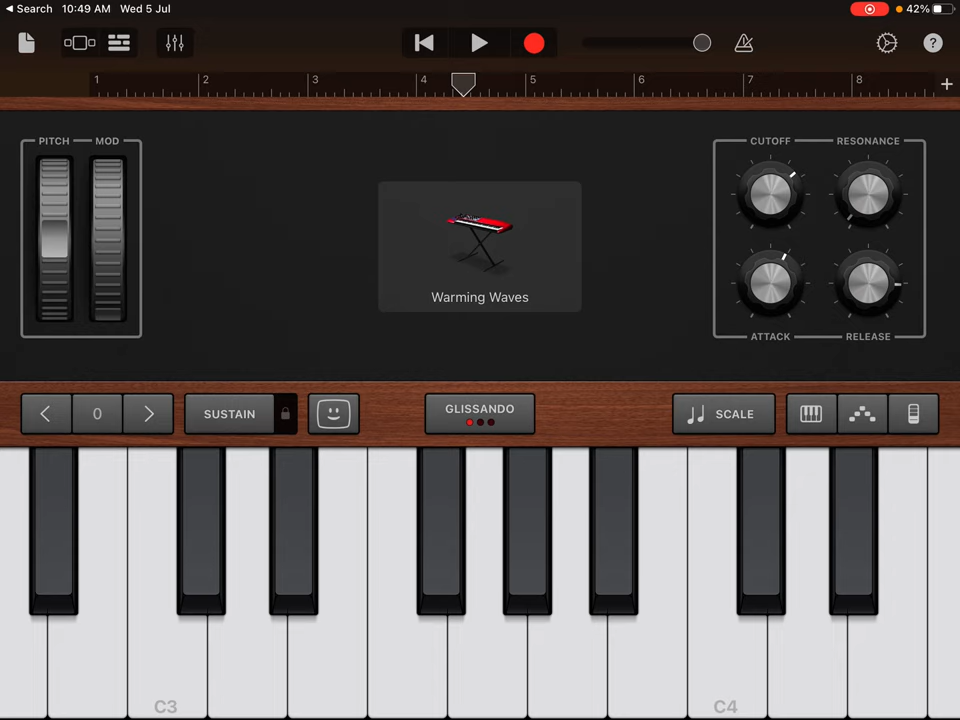 Search 10:49 AM Wed 5 Jul 42%
?
1 2 3 4 5 6 7 8 +
PITCH MOD CUTOFF RESONANCE
Warming Waves
ATTACK RELEASE
0 SUSTAIN GLISSANDO SCALE
C3 C4